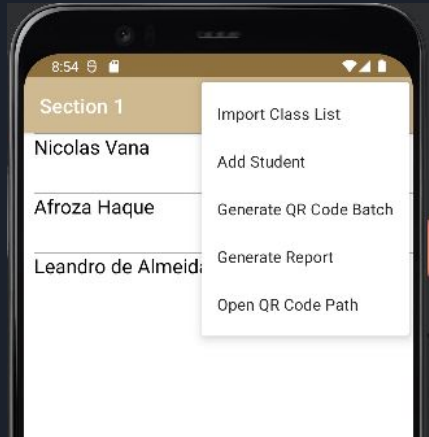 8:54
Section 1
Import Class List
Nicolas Vana
Add Student
Afroza Haque
Generate QR Code Batch
Generate Report
Leandro de Almeida
Open QR Code Path